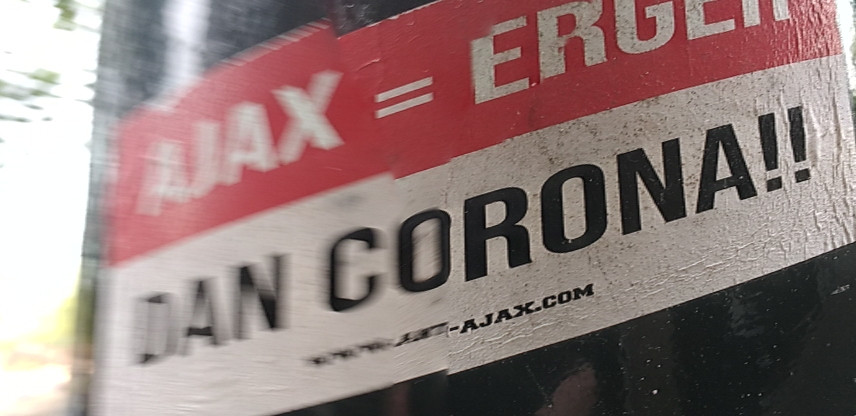 AJAX = ERGER
DAN CORONA!!
-AJAX.COM